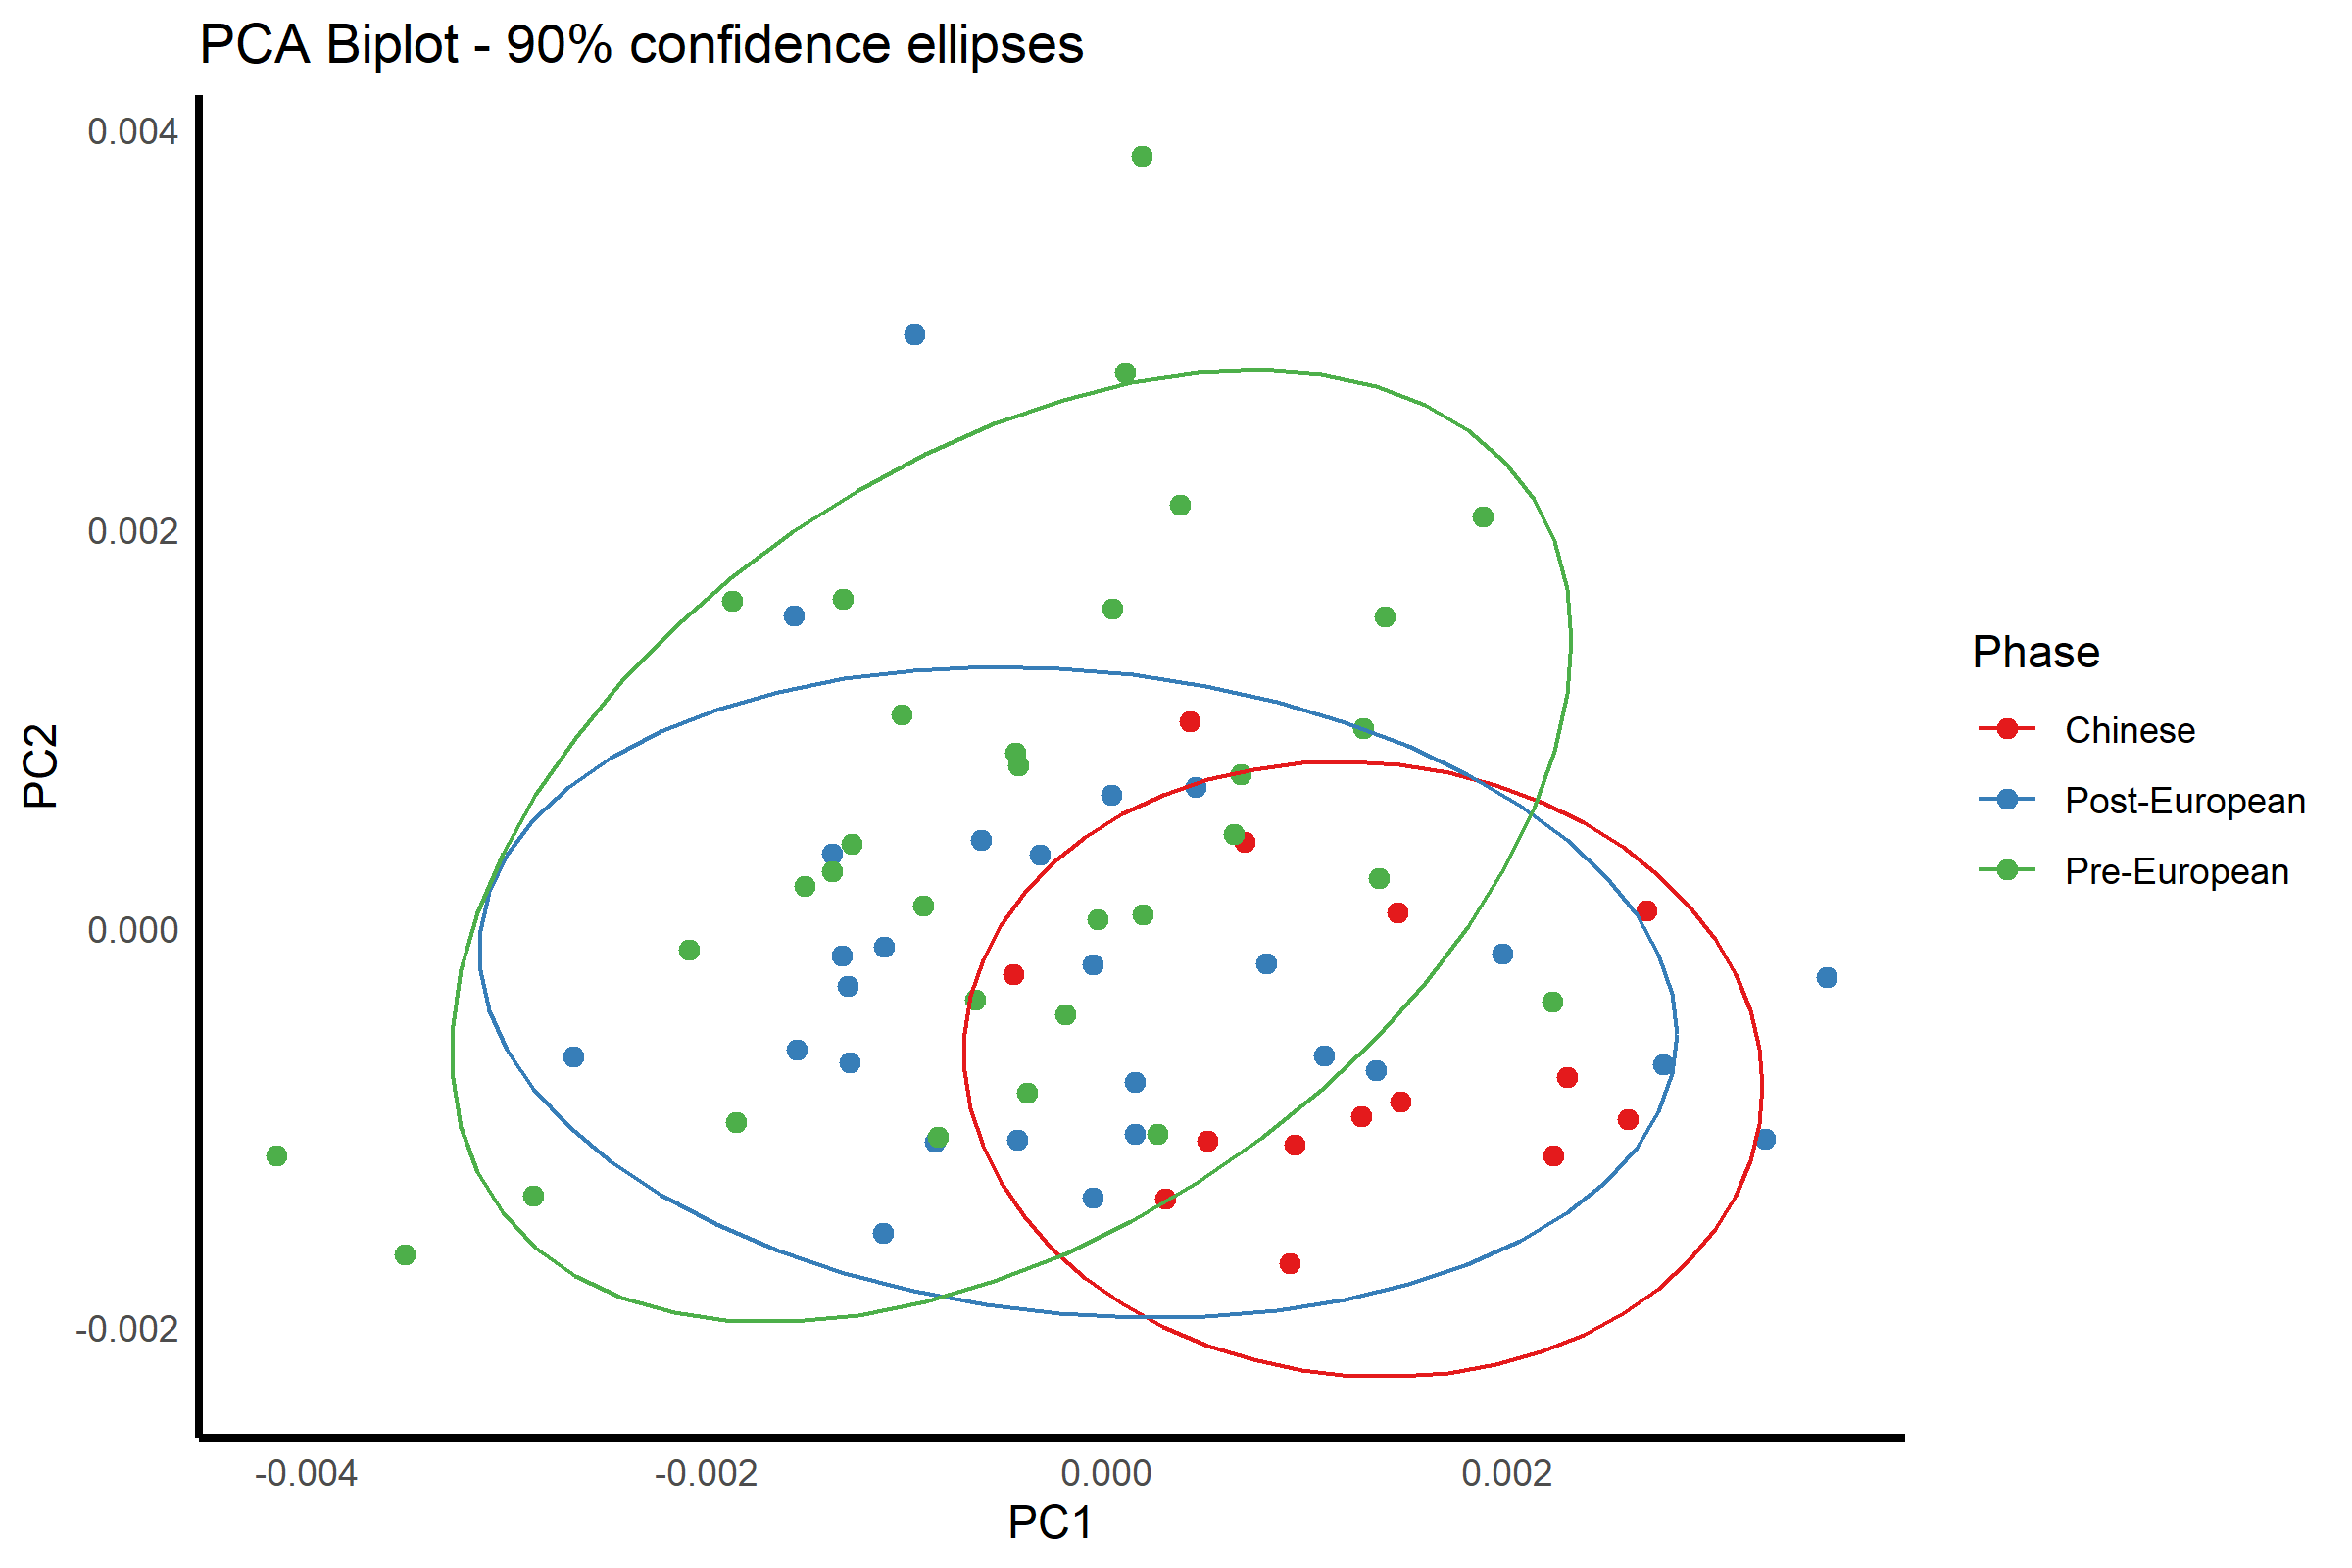 PCA Biplot - 90% confidence ellipses
0.004
0.002
0.000
-0.002
PC2
-0.004
-0.002
0.000
0.002
PC1
Phase
Chinese
Post-European
Pre-European